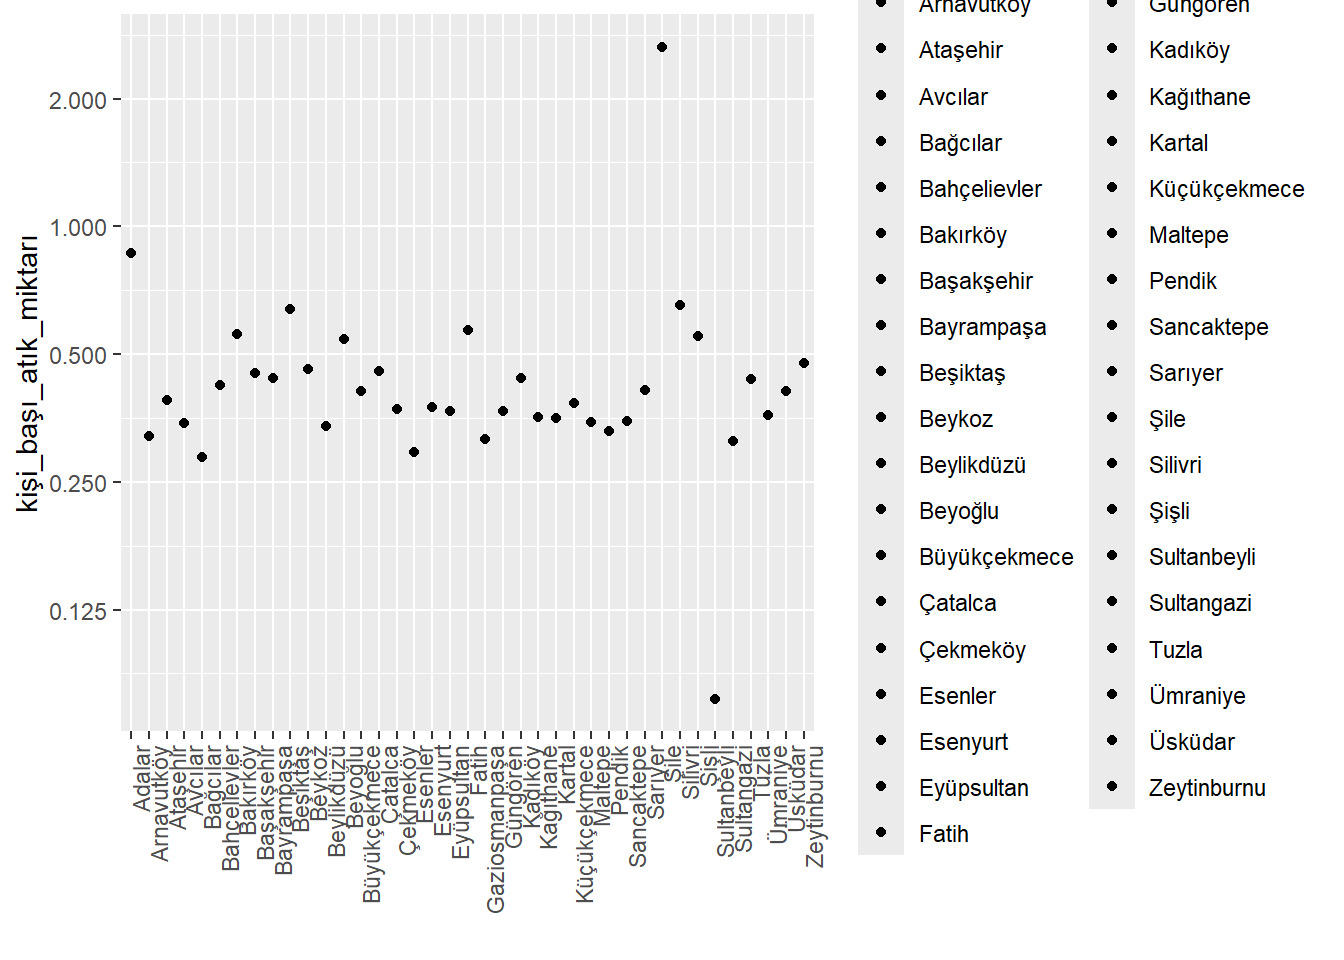 kişi_başı_atık_miktarı
2.000
1.000
0.500
0.250
0.125
Adalar
Arnavutköy
Ataşehir
Avcılar
Bağcılar
Bahçelievler
Bakırköy
Başakşehir
Bayrampaşa
Beşiktaş
Beykoz
Beylikdüzü
Beyoğlu
Büyükçekmece
Çatalca
Çekmeköy
Esenler
Esenyurt
Eyüpsultan
Fatih
Gaziosmanpaşa
Güngören
Kadıköy
Kağıthane
Kartal
Küçükçekmece
Maltepe
Pendik
Sancaktepe
Sarıyer
Şile
Silivri
Şişli
Sultanbeyli
Sultangazi
Tuzla
Ümraniye
Üsküdar
Zeytinburnu
Arnavutköy
Ataşehir
Avcılar
Bağcılar
Bahçelievler
Bakırköy
Başakşehir
Bayrampaşa
Beşiktaş
Beykoz
Beylikdüzü
Beyoğlu
Büyükçekmece
Çatalca
Çekmeköy
Esenler
Esenyurt
Eyüpsultan
Fatih
Güngören
Kadıköy
Kağıthane
Kartal
Küçükçekmece
Maltepe
Pendik
Sancaktepe
Sarıyer
Şile
Silivri
Şişli
Sultanbeyli
Sultangazi
Tuzla
Ümraniye
Üsküdar
Zeytinburnu